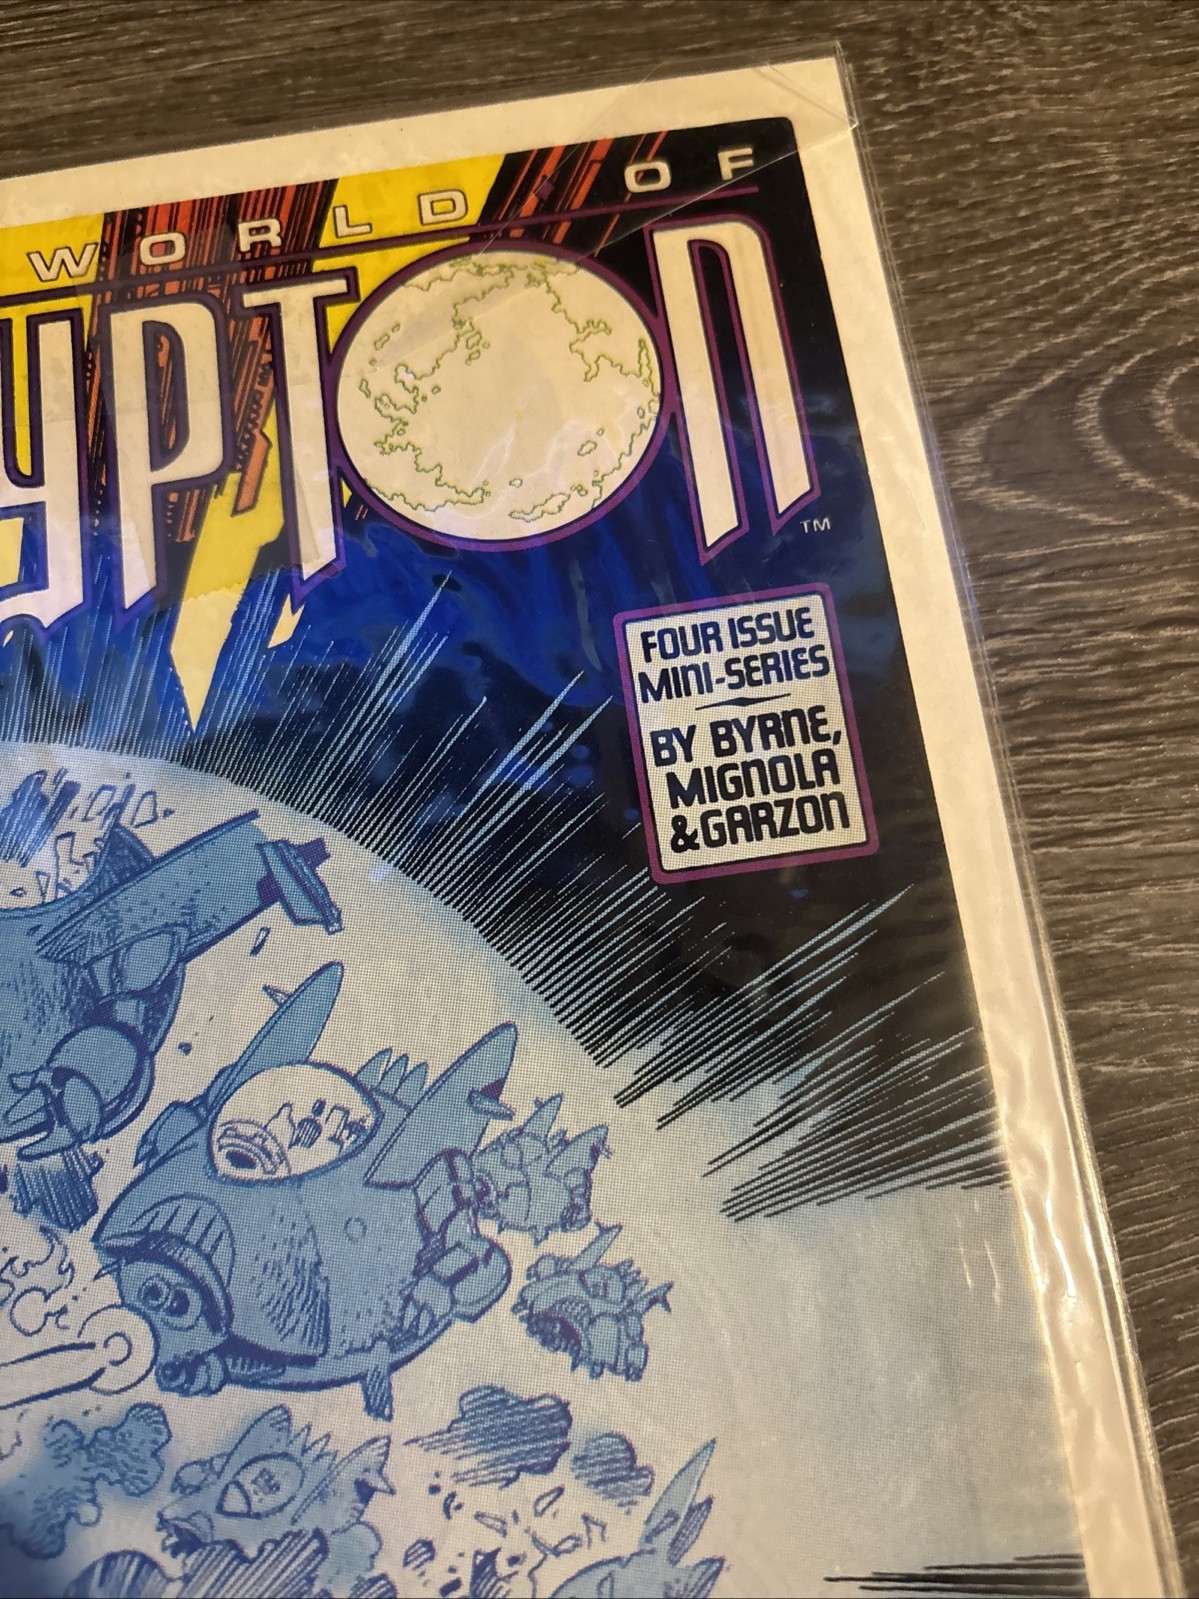 WORLD OF
YPTON
TM
FOUR ISSUE
MINI-SERIES
BY BYRNE,
MIGNOLA
& GARZON